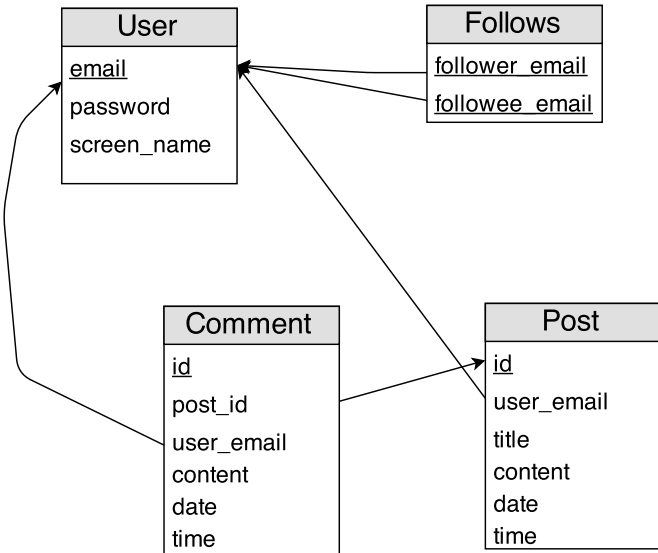 User
email
password
screen_name
Follows
follower_email
followee_email
Comment
id
post_id
user_email
content
date
time
Post
id
user_email
title
content
date
time